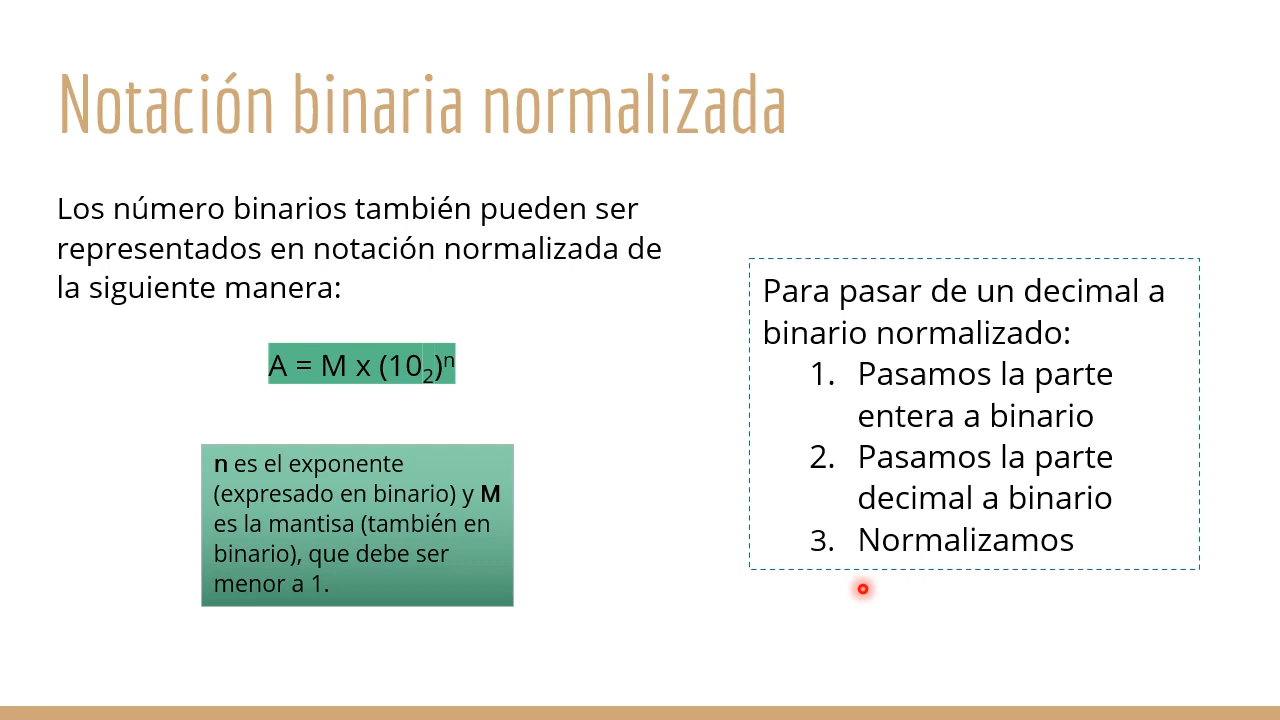 Notación binaria normalizada
Los número binarios también pueden ser
representados en notación normalizada de
la siguiente manera:
A = M x (10₂)ⁿ
n es el exponente
(expresado en binario) y M
es la mantisa (también en
binario), que debe ser
menor a 1.
Para pasar de un decimal a
binario normalizado:
1. Pasamos la parte
entera a binario
2. Pasamos la parte
decimal a binario
3. Normalizamos